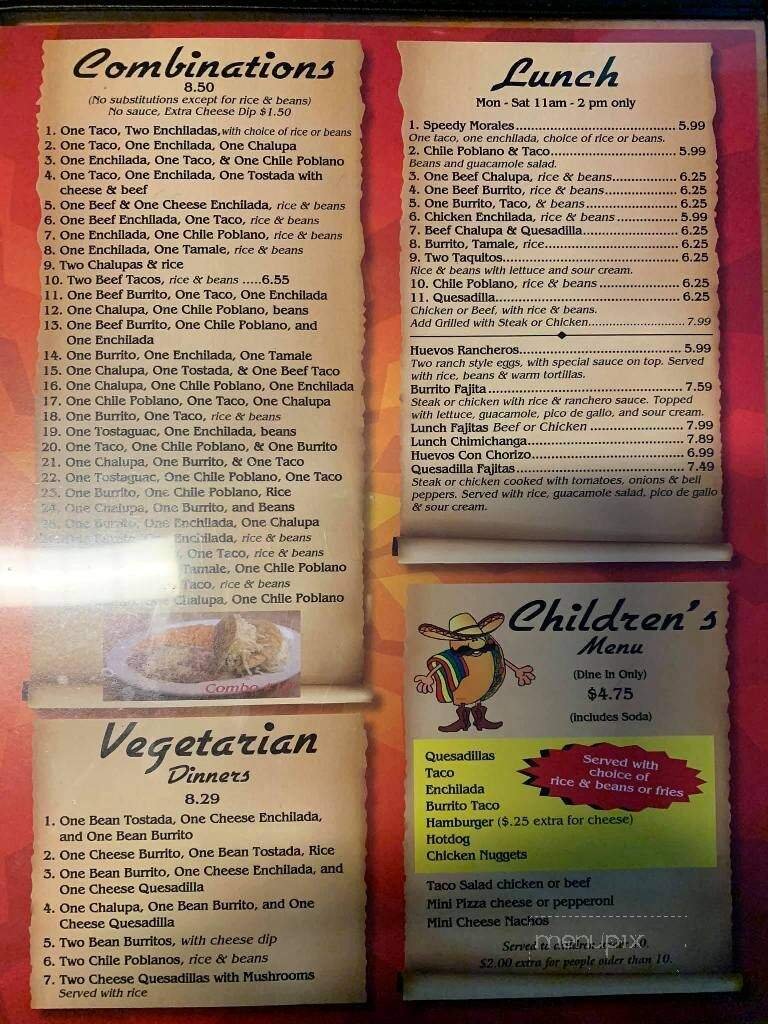 Combinations
8.50
(No substitutions except for rice & beans)
No sauce, Extra Cheese Dip $1.50
1. One Taco, Two Enchiladas, with choice of rice or beans
2. One Taco, One Enchilada, One Chalupa
3. One Enchilada, One Taco, & One Chile Poblano
4. One Taco, One Enchilada, One Tostada with
cheese & beef
5. One Beef & One Cheese Enchilada, rice & beans
6. One Beef Enchilada, One Taco, rice & beans
7. One Enchilada, One Chile Poblano, rice & beans
8. One Enchilada, One Tamale, rice & beans
9. Two Chalupas & rice
10. Two Beef Tacos, rice & beans .....6.55
11. One Beef Burrito, One Taco, One Enchilada
12. One Chalupa, One Chile Poblano, beans
13. One Beef Burrito, One Chile Poblano, and
One Enchilada
14. One Burrito, One Enchilada, One Tamale
15. One Chalupa, One Tostada, & One Beef Taco
16. One Chalupa, One Chile Poblano, One Enchilada
17. One Chile Poblano, One Taco, One Chalupa
18. One Burrito, One Taco, rice & beans
19. One Tostaguac, One Enchilada, beans
20. One Taco, One Chile Poblano, & One Burrito
21. One Chalupa, One Burrito, & One Taco
22. One Tostaguac, One Chile Poblano, One Taco
23. One Burrito, One Chile Poblano, Rice
24. One Chalupa, One Burrito, and Beans
One Burrito, One Enchilada, One Chalupa
One Enchilada, rice & beans
One Taco, rice & beans
Tamale, One Chile Poblano
Taco, rice & beans
Chalupa, One Chile Poblano
Combo
Vegetarian
Dinners
8.29
1. One Bean Tostada, One Cheese Enchilada,
and One Bean Burrito
2. One Cheese Burrito, One Bean Tostada, Rice
3. One Bean Burrito, One Cheese Enchilada, and
One Cheese Quesadilla
4. One Chalupa, One Bean Burrito, and One
Cheese Quesadilla
5. Two Bean Burritos, with cheese dip
6. Two Chile Poblanos, rice & beans
7. Two Cheese Quesadillas with Mushrooms
Served with rice
Lunch
Mon - Sat 11am - 2 pm only
1. Speedy Morales.....5.99
One taco, one enchilada, choice of rice or beans.
2. Chile Poblano & Taco.....5.99
Beans and guacamole salad.
3. One Beef Chalupa, rice & beans.....6.25
4. One Beef Burrito, rice & beans.....6.25
5. One Burrito, Taco, & beans.....6.25
6. Chicken Enchilada, rice & beans.....5.99
7. Beef Chalupa & Quesadilla.....6.25
8. Burrito, Tamale, rice.....6.25
9. Two Taquitos.....6.25
Rice & beans with lettuce and sour cream.
10. Chile Poblano, rice & beans.....6.25
11. Quesadilla.....6.25
Chicken or Beef, with rice & beans.
Add Grilled with Steak or Chicken.....7.99
Huevos Rancheros.....5.99
Two ranch style eggs, with special sauce on top. Served
with rice, beans & warm tortillas.
Burrito Fajita.....7.59
Steak or chicken with rice & ranchero sauce. Topped
with lettuce, guacamole, pico de gallo, and sour cream.
Lunch Fajitas Beef or Chicken.....7.99
Lunch Chimichanga.....7.89
Huevos Con Chorizo.....6.99
Quesadilla Fajitas.....7.49
Steak or chicken cooked with tomatoes, onions & bell
peppers. Served with rice, guacamole salad, pico de gallo
& sour cream.
Children's
Menu
(Dine in Only)
$4.75
(includes Soda)
Quesadillas
Taco
Enchilada
Burrito Taco
Hamburger ($.25 extra for cheese)
Hotdog
Chicken Nuggets
Served with
choice of
rice & beans or fries
Taco Salad chicken or beef
Mini Pizza cheese or pepperoni
Mini Cheese Nachos
menupix
Served to children under 10.
$2.00 extra for people older than 10.